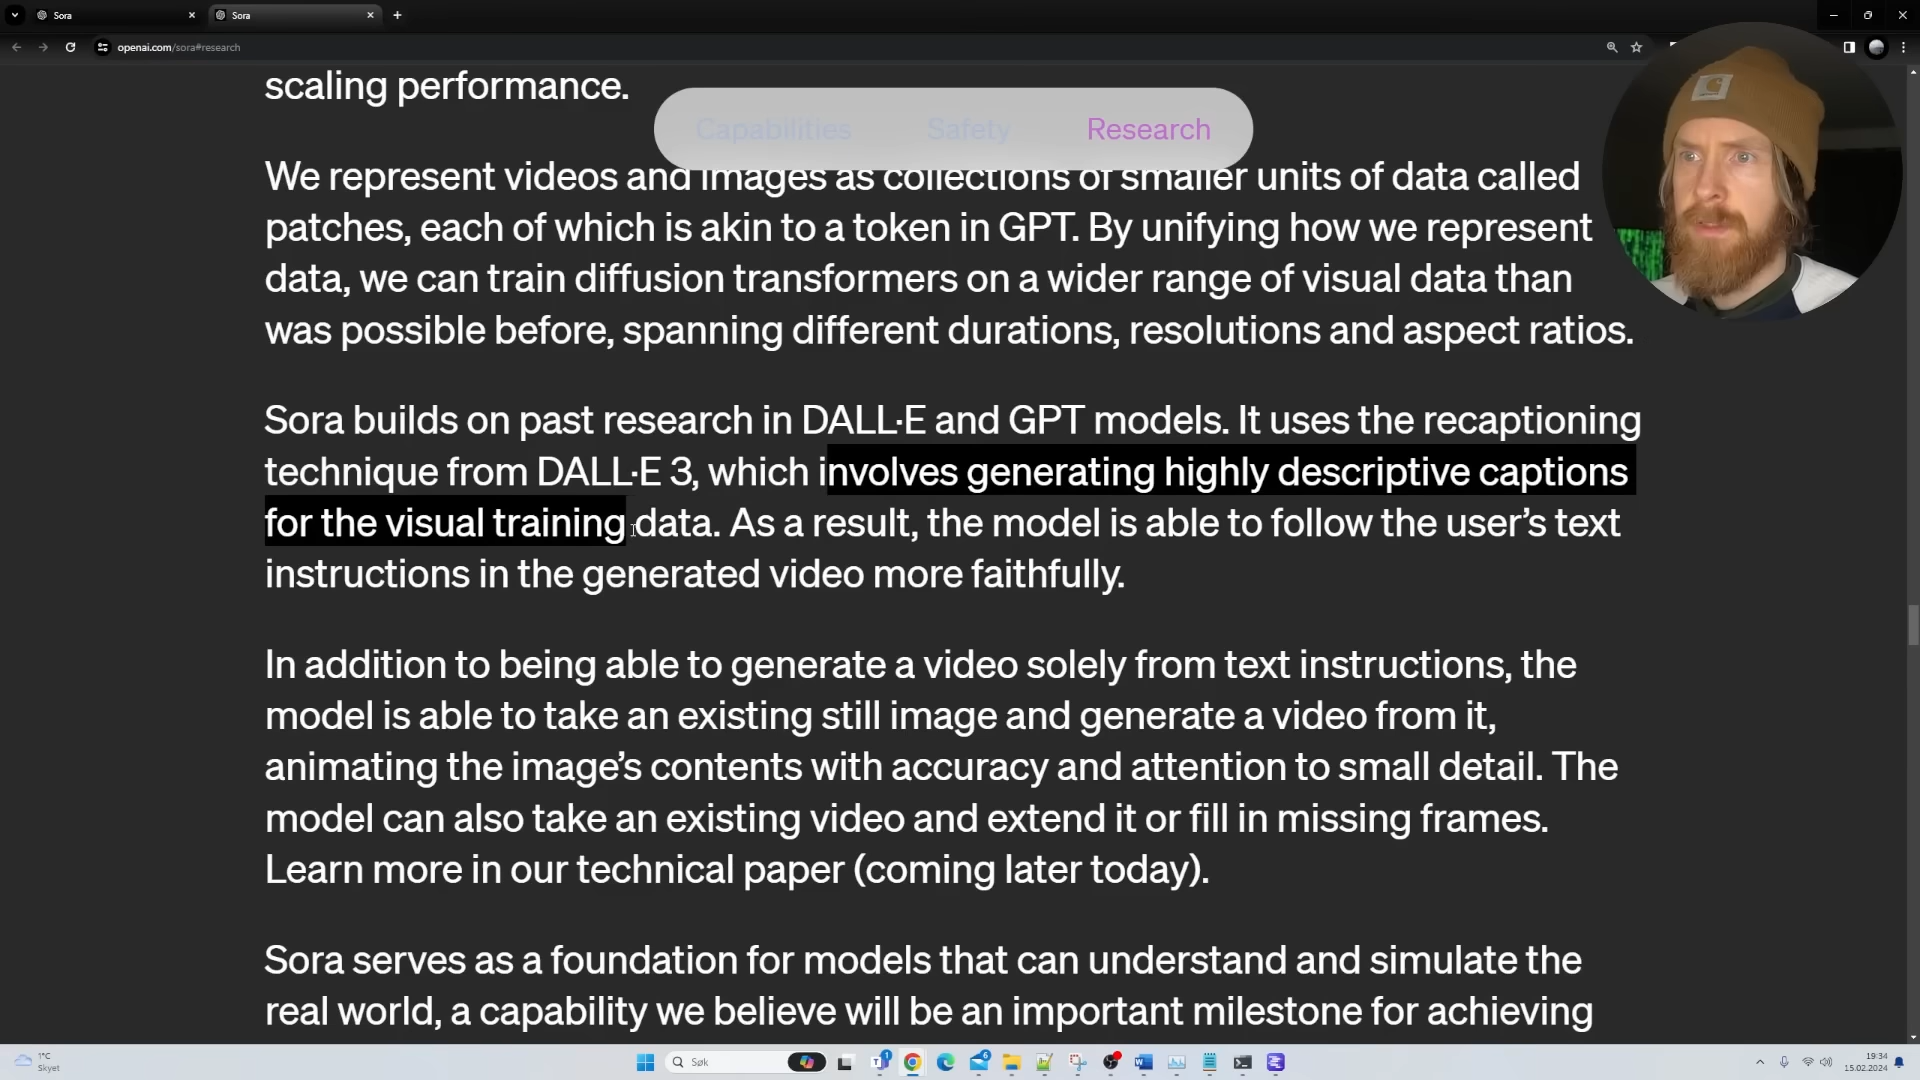 Sora
Sora
openai.com/sora#research
scaling performance.
Capabilities Safety Research
We represent videos and images as collections of smaller units of data called
patches, each of which is akin to a token in GPT. By unifying how we represent
data, we can train diffusion transformers on a wider range of visual data than
was possible before, spanning different durations, resolutions and aspect ratios.
Sora builds on past research in DALL·E and GPT models. It uses the recaptioning
technique from DALL·E 3, which involves generating highly descriptive captions
for the visual training data. As a result, the model is able to follow the user’s text
instructions in the generated video more faithfully.
In addition to being able to generate a video solely from text instructions, the
model is able to take an existing still image and generate a video from it,
animating the image’s contents with accuracy and attention to small detail. The
model can also take an existing video and extend it or fill in missing frames.
Learn more in our technical paper (coming later today).
Sora serves as a foundation for models that can understand and simulate the
real world, a capability we believe will be an important milestone for achieving
1°C
Skyet
Søk
1
6
19:34
15.02.2024